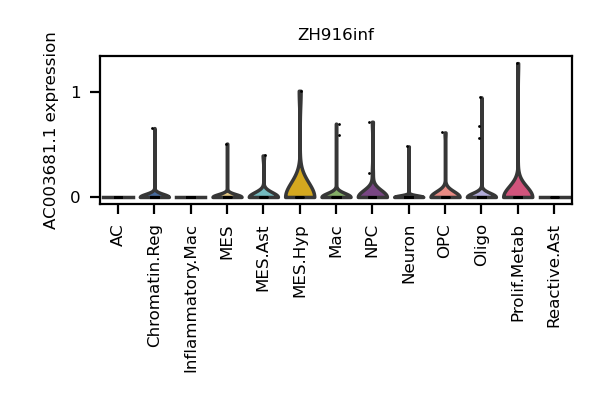 ZH916inf
AC003681.1 expression
1
0
AC
Chromatin.Reg
Inflammatory.Mac
MES
MES.Ast
MES.Hyp
Mac
NPC
Neuron
OPC
Oligo
Prolif.Metab
Reactive.Ast